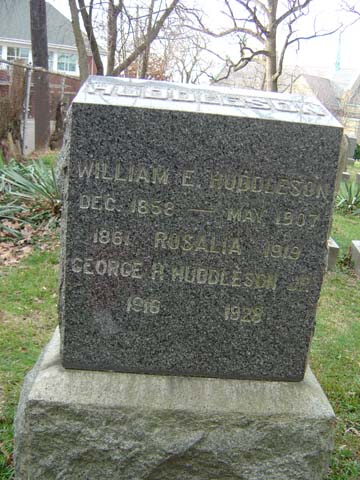 HUDDLESON
WILLIAM E. HUDDLESON
DEC. 1858 — MAY 1907
1861 ROSALIA 1919
GEORGE H. HUDDLESON JR.
1916 1928